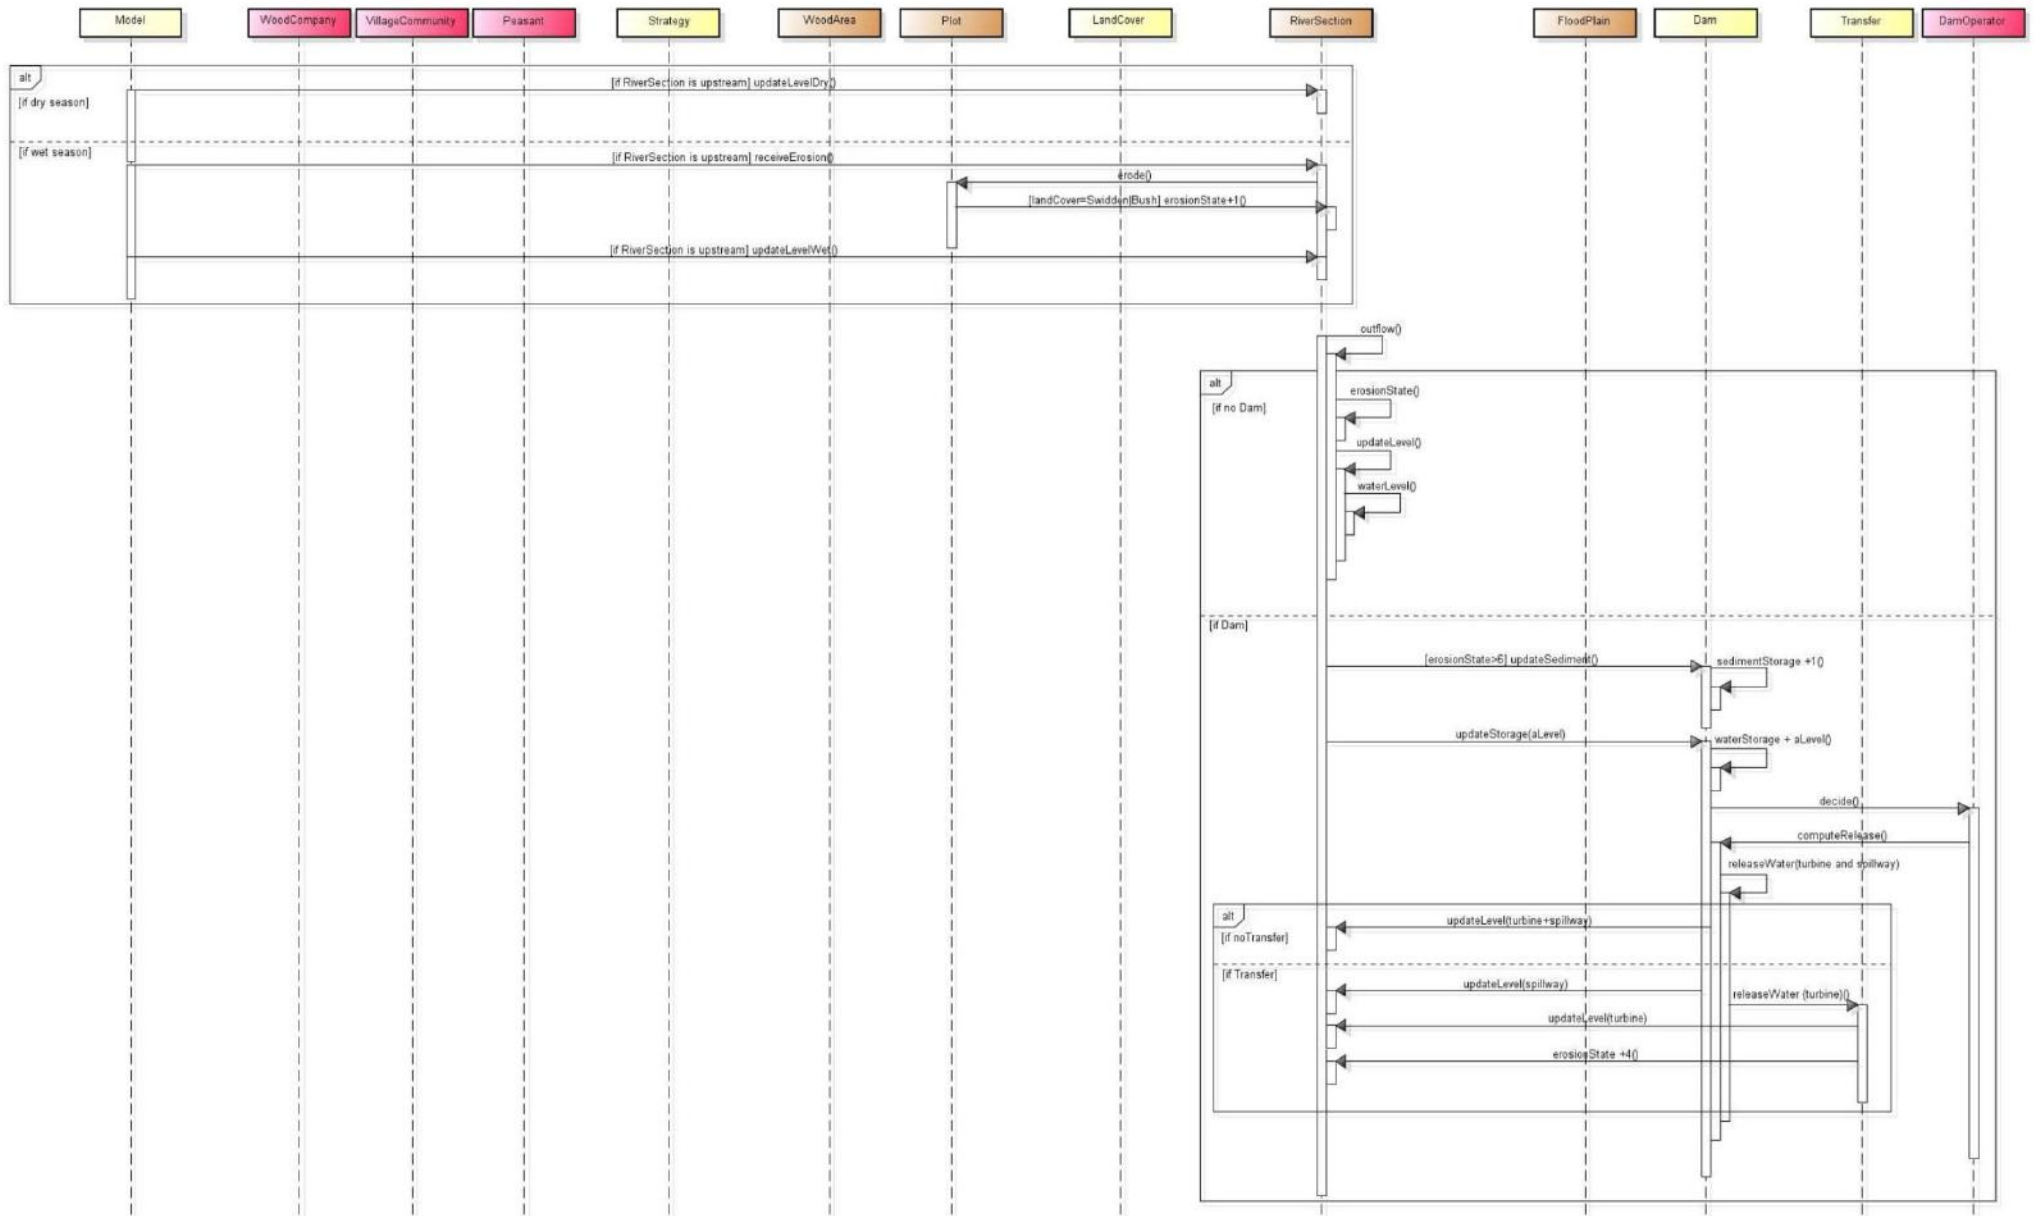 Model
WoodCompany
VillageCommunity
Peasant
Strategy
WoodArea
Plot
LandCover
RiverSection
FloodPlain
Dam
Transfer
DamOperator
alt
[if RiverSection is upstream] updateLevelDry()
[if dry season]
[if wet season]
[if RiverSection is upstream] receiveErosion()
erode()
[landCover=Swidden|Bush] erosionState+1()
[if RiverSection is upstream] updateLevelWet()
outflow()
alt
erosionState()
[if no Dam]
updateLevel()
waterLevel()
[if Dam]
[erosionState>6] updateSediment()
sedimentStorage +1()
updateStorage(aLevel)
waterStorage + aLevel()
decide()
computeRelease()
releaseWater(turbine and spillway)
alt
updateLevel(turbine+spillway)
[if noTransfer]
[if Transfer]
updateLevel(spillway)
releaseWater (turbine)()
updateLevel(turbine)
erosionState +4()